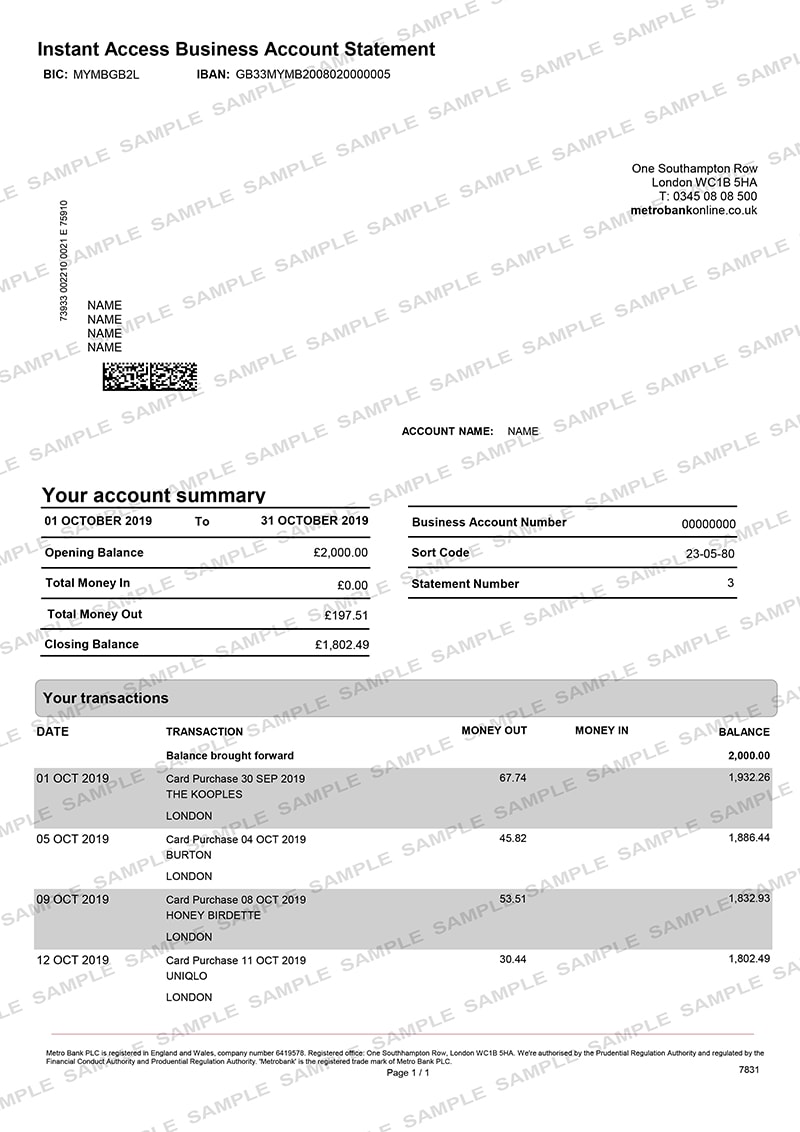 Instant Access Business Account Statement
BIC: MYMBGB2L IBAN: GB33MYMB2008020000005
One Southampton Row
London WC1B 5HA
T: 0345 08 08 500
metrobankonline.co.uk
73933 002210 0021 E 75910
NAME
NAME
NAME
NAME
ACCOUNT NAME: NAME
Your account summary
01 OCTOBER 2019 To 31 OCTOBER 2019
Opening Balance £2,000.00
Total Money In £0.00
Total Money Out £197.51
Closing Balance £1,802.49
Business Account Number 00000000
Sort Code 23-05-80
Statement Number 3
Your transactions
DATE TRANSACTION MONEY OUT MONEY IN BALANCE
Balance brought forward 2,000.00
01 OCT 2019 Card Purchase 30 SEP 2019 67.74 1,932.26
THE KOOPLES
LONDON
05 OCT 2019 Card Purchase 04 OCT 2019 45.82 1,886.44
BURTON
LONDON
09 OCT 2019 Card Purchase 08 OCT 2019 53.51 1,832.93
HONEY BIRDETTE
LONDON
12 OCT 2019 Card Purchase 11 OCT 2019 30.44 1,802.49
UNIQLO
LONDON
Metro Bank PLC is registered in England and Wales, company number 6419578. Registered office: One Southhampton Row, London WC1B 5HA. We're authorised by the Prudential Regulation Authority and regulated by the
Financial Conduct Authority and Produential Regulation Authority. 'Metrobank' is the registered trade mark of Metro Bank PLC.
Page 1 / 1
7831
SAMPLE